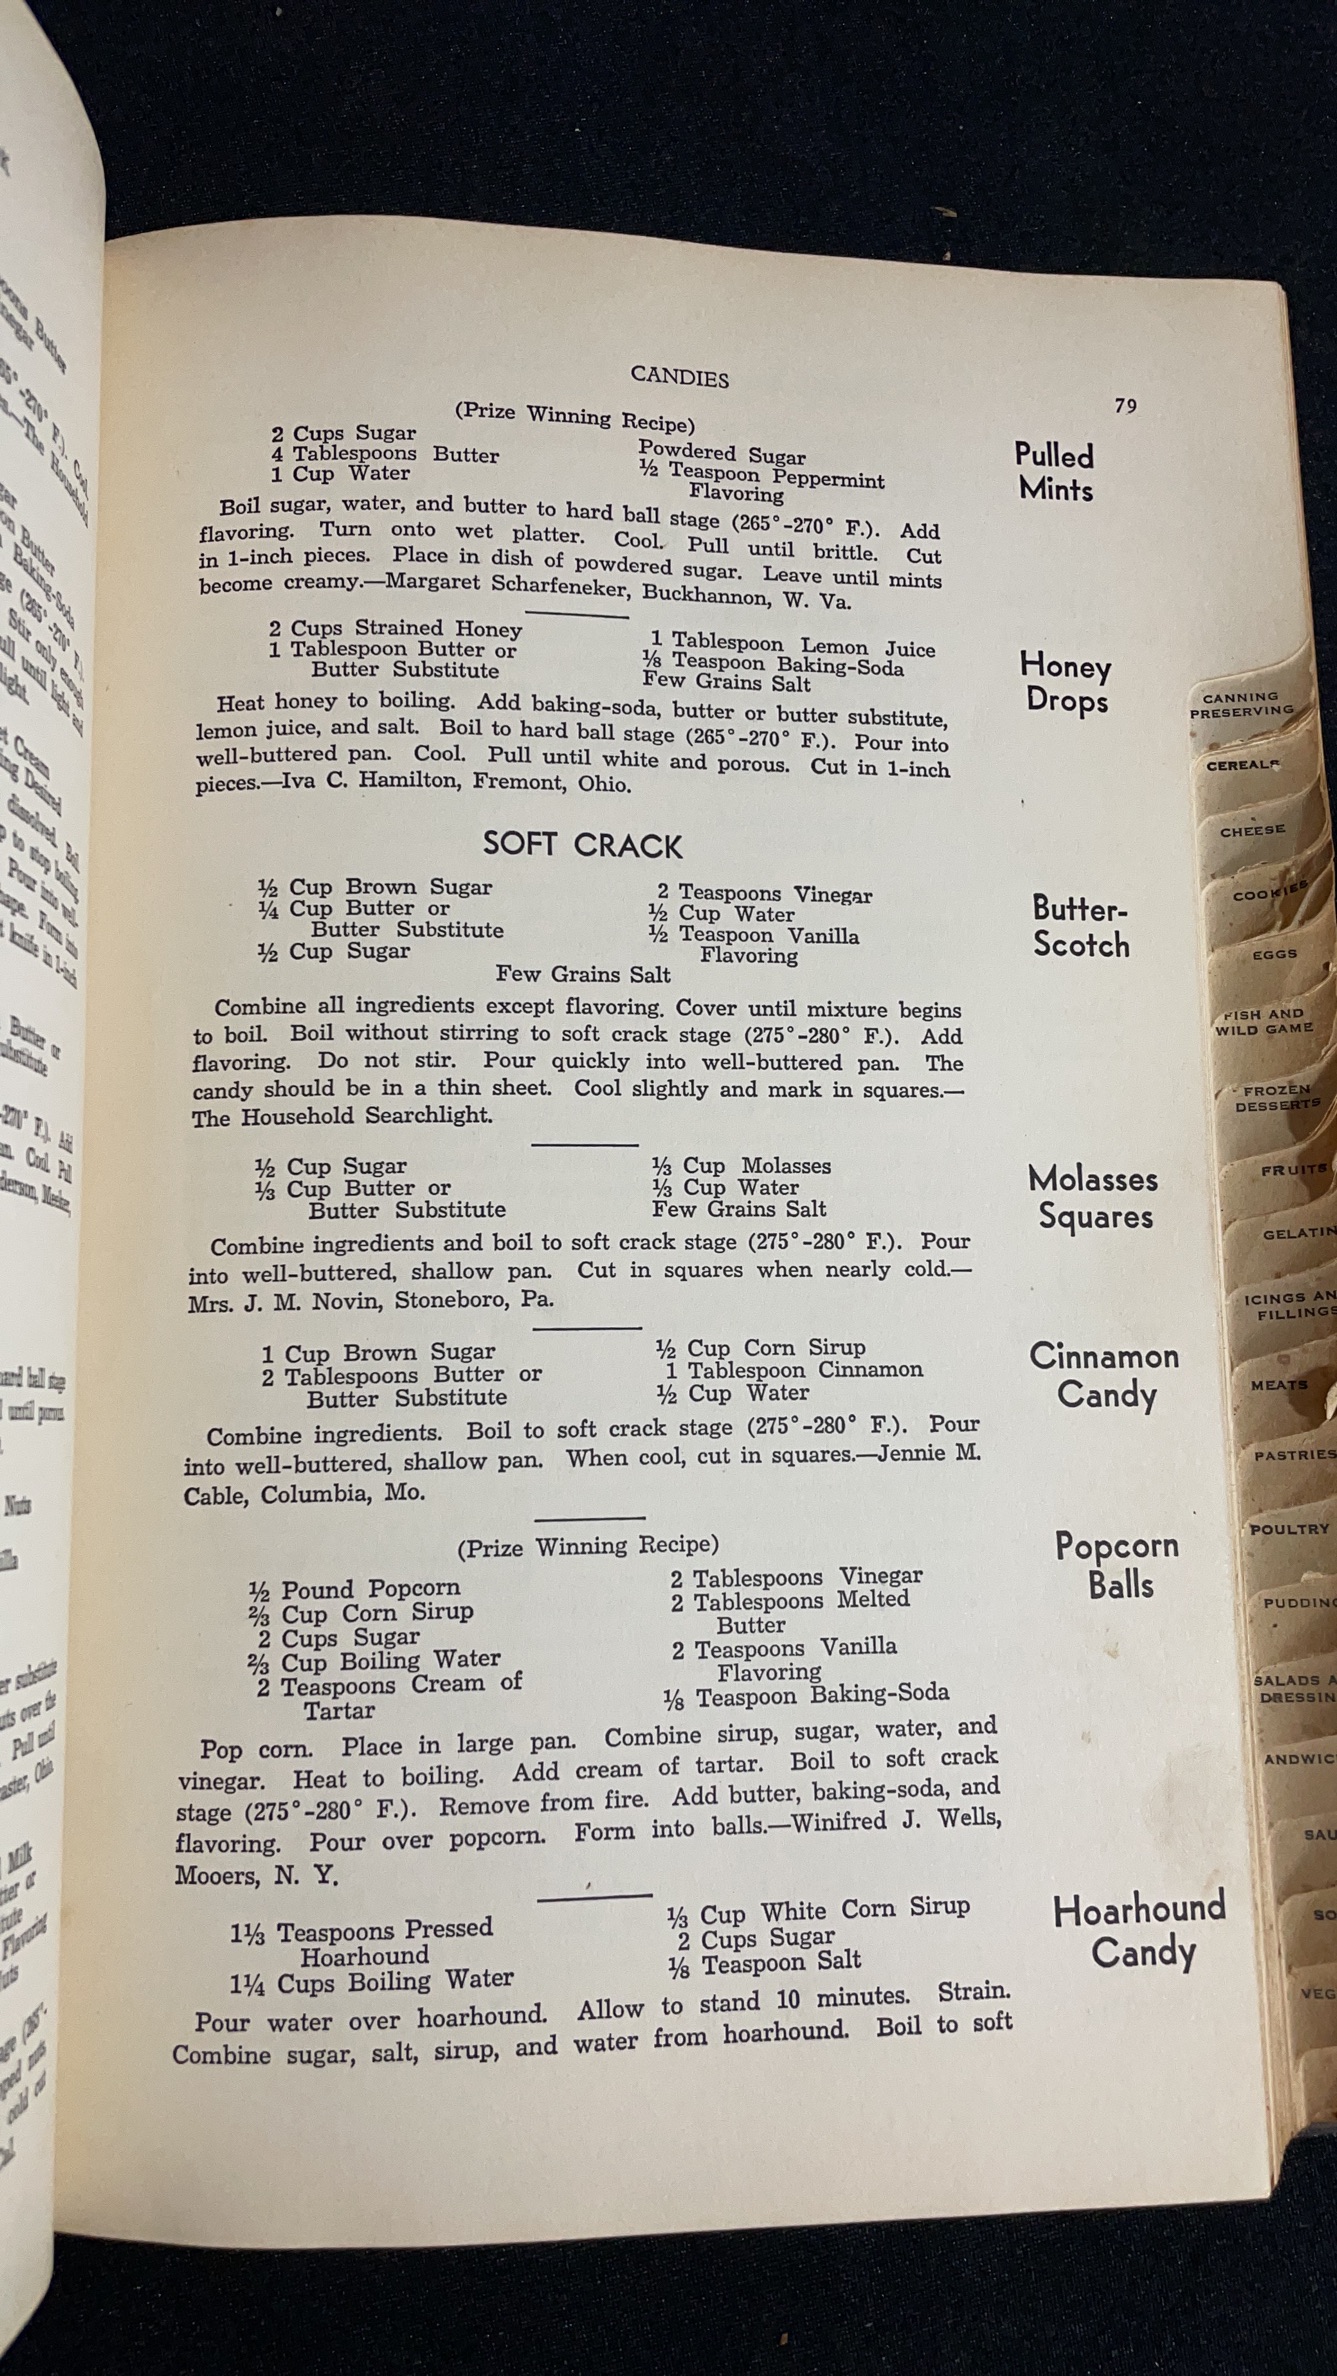 CANDIES
79
(Prize Winning Recipe)
Pulled
Mints
2 Cups Sugar
4 Tablespoons Butter
1 Cup Water
Powdered Sugar
½ Teaspoon Peppermint
Flavoring
Boil sugar, water, and butter to hard ball stage (265°-270° F.). Add
flavoring. Turn onto wet platter. Cool. Pull until brittle. Cut
in 1-inch pieces. Place in dish of powdered sugar. Leave until mints
become creamy.—Margaret Scharfeneker, Buckhannon, W. Va.
Honey
Drops
2 Cups Strained Honey
1 Tablespoon Butter or
Butter Substitute
1 Tablespoon Lemon Juice
⅛ Teaspoon Baking-Soda
Few Grains Salt
Heat honey to boiling. Add baking-soda, butter or butter substitute,
lemon juice, and salt. Boil to hard ball stage (265°-270° F.). Pour into
well-buttered pan. Cool. Pull until white and porous. Cut in 1-inch
pieces.—Iva C. Hamilton, Fremont, Ohio.
SOFT CRACK
Butter-
Scotch
½ Cup Brown Sugar
¼ Cup Butter or
Butter Substitute
½ Cup Sugar
2 Teaspoons Vinegar
½ Cup Water
½ Teaspoon Vanilla
Flavoring
Few Grains Salt
Combine all ingredients except flavoring. Cover until mixture begins
to boil. Boil without stirring to soft crack stage (275°-280° F.). Add
flavoring. Do not stir. Pour quickly into well-buttered pan. The
candy should be in a thin sheet. Cool slightly and mark in squares.—
The Household Searchlight.
Molasses
Squares
½ Cup Sugar
⅓ Cup Butter or
Butter Substitute
⅓ Cup Molasses
⅓ Cup Water
Few Grains Salt
Combine ingredients and boil to soft crack stage (275°-280° F.). Pour
into well-buttered, shallow pan. Cut in squares when nearly cold.—
Mrs. J. M. Novin, Stoneboro, Pa.
Cinnamon
Candy
1 Cup Brown Sugar
2 Tablespoons Butter or
Butter Substitute
½ Cup Corn Sirup
1 Tablespoon Cinnamon
½ Cup Water
Combine ingredients. Boil to soft crack stage (275°-280° F.). Pour
into well-buttered, shallow pan. When cool, cut in squares.—Jennie M.
Cable, Columbia, Mo.
(Prize Winning Recipe)
Popcorn
Balls
½ Pound Popcorn
⅔ Cup Corn Sirup
2 Cups Sugar
⅔ Cup Boiling Water
2 Teaspoons Cream of
Tartar
2 Tablespoons Vinegar
2 Tablespoons Melted
Butter
2 Teaspoons Vanilla
Flavoring
⅛ Teaspoon Baking-Soda
Pop corn. Place in large pan. Combine sirup, sugar, water, and
vinegar. Heat to boiling. Add cream of tartar. Boil to soft crack
stage (275°-280° F.). Remove from fire. Add butter, baking-soda, and
flavoring. Pour over popcorn. Form into balls.—Winifred J. Wells,
Mooers, N. Y.
Hoarhound
Candy
1⅓ Teaspoons Pressed
Hoarhound
1¼ Cups Boiling Water
⅓ Cup White Corn Sirup
2 Cups Sugar
⅛ Teaspoon Salt
Pour water over hoarhound. Allow to stand 10 minutes. Strain.
Combine sugar, salt, sirup, and water from hoarhound. Boil to soft
CANNING
PRESERVING
CEREALS
CHEESE
COOKIES
EGGS
FISH AND
WILD GAME
FROZEN
DESSERTS
FRUITS
GELATIN
ICINGS AN
FILLINGS
MEATS
PASTRIES
POULTRY
PUDDING
SALADS A
DRESSIN
ANDWIC
SAU
SO
VEG